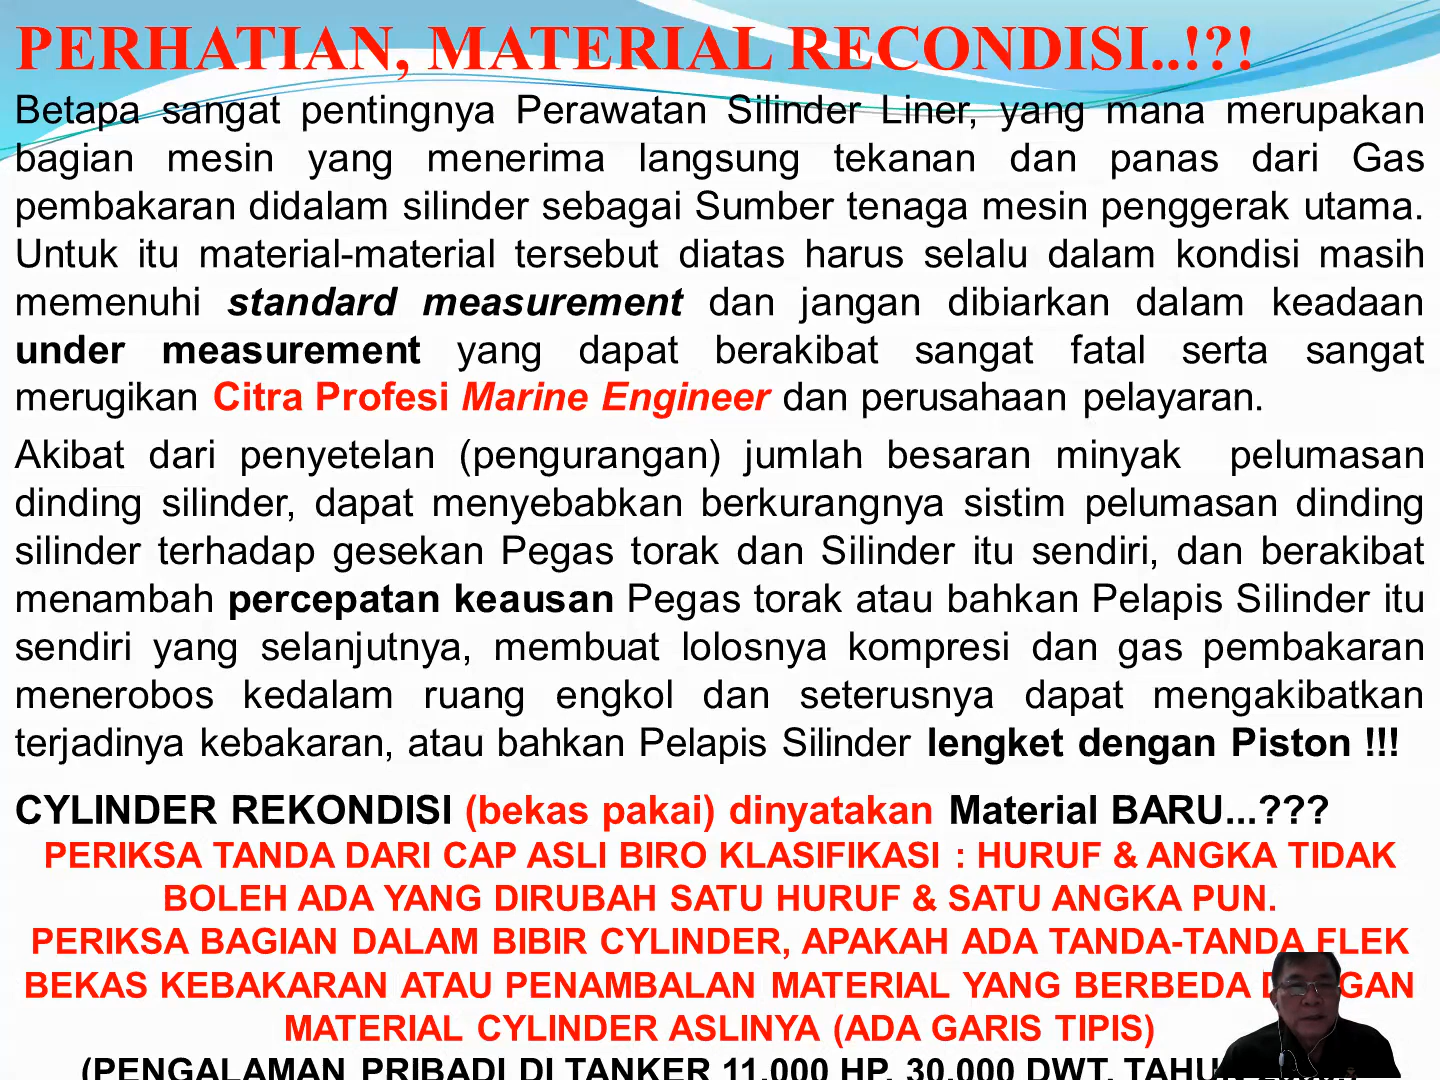 PERHATIAN, MATERIAL RECONDISI..!?!
Betapa sangat pentingnya Perawatan Silinder Liner, yang mana merupakan
bagian mesin yang menerima langsung tekanan dan panas dari Gas
pembakaran didalam silinder sebagai Sumber tenaga mesin penggerak utama.
Untuk itu material-material tersebut diatas harus selalu dalam kondisi masih
memenuhi standard measurement dan jangan dibiarkan dalam keadaan
under measurement yang dapat berakibat sangat fatal serta sangat
merugikan Citra Profesi Marine Engineer dan perusahaan pelayaran.
Akibat dari penyetelan (pengurangan) jumlah besaran minyak pelumasan
dinding silinder, dapat menyebabkan berkurangnya sistim pelumasan dinding
silinder terhadap gesekan Pegas torak dan Silinder itu sendiri, dan berakibat
menambah percepatan keausan Pegas torak atau bahkan Pelapis Silinder itu
sendiri yang selanjutnya, membuat lolosnya kompresi dan gas pembakaran
menerobos kedalam ruang engkol dan seterusnya dapat mengakibatkan
terjadinya kebakaran, atau bahkan Pelapis Silinder lengket dengan Piston !!!
CYLINDER REKONDISI (bekas pakai) dinyatakan Material BARU...???
PERIKSA TANDA DARI CAP ASLI BIRO KLASIFIKASI : HURUF & ANGKA TIDAK
BOLEH ADA YANG DIRUBAH SATU HURUF & SATU ANGKA PUN.
PERIKSA BAGIAN DALAM BIBIR CYLINDER, APAKAH ADA TANDA-TANDA FLEK
BEKAS KEBAKARAN ATAU PENAMBALAN MATERIAL YANG BERBEDA
MATERIAL CYLINDER ASLINYA (ADA GARIS TIPIS)
(PENGALAMAN PRIBADI DI TANKER 11.000 HP, 30.000 DWT,